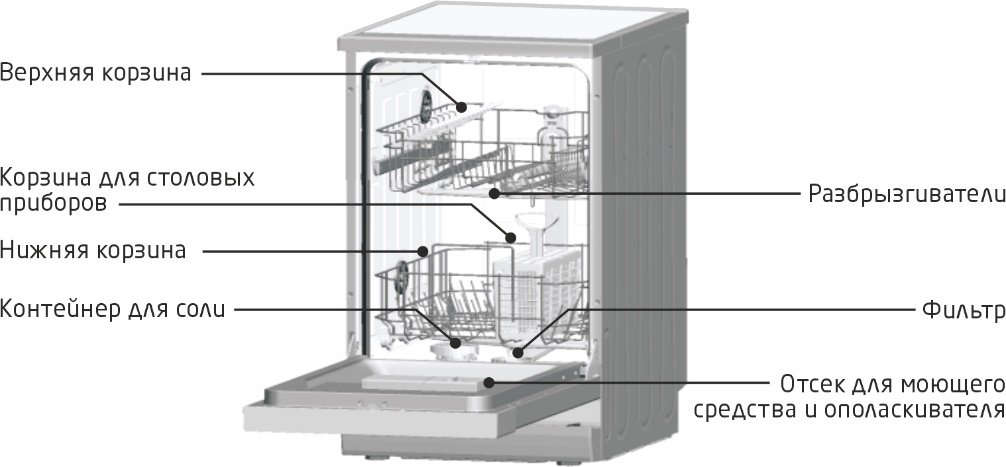 Верхняя корзина
Корзина для столовых
приборов
Нижняя корзина
Контейнер для соли
Разбрызгиватели
Фильтр
Отсек для моющего
средства и ополаскивателя